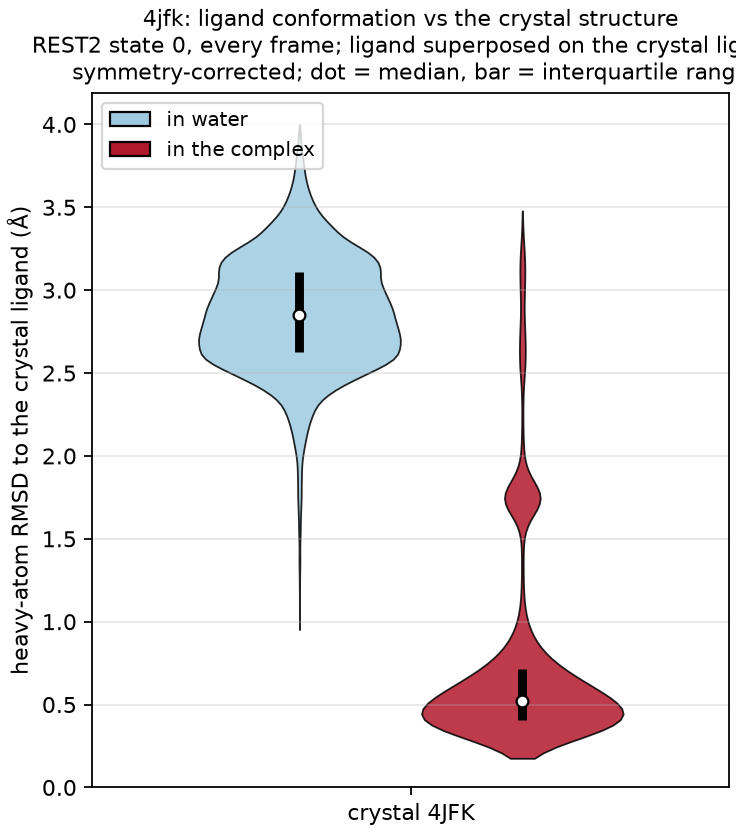 4jfk: ligand conformation vs the crystal structure
REST2 state 0, every frame; ligand superposed on the crystal lig
symmetry-corrected; dot = median, bar = interquartile rang
in water
in the complex
heavy-atom RMSD to the crystal ligand (Å)
4.0
3.5
3.0
2.5
2.0
1.5
1.0
0.5
0.0
crystal 4JFK